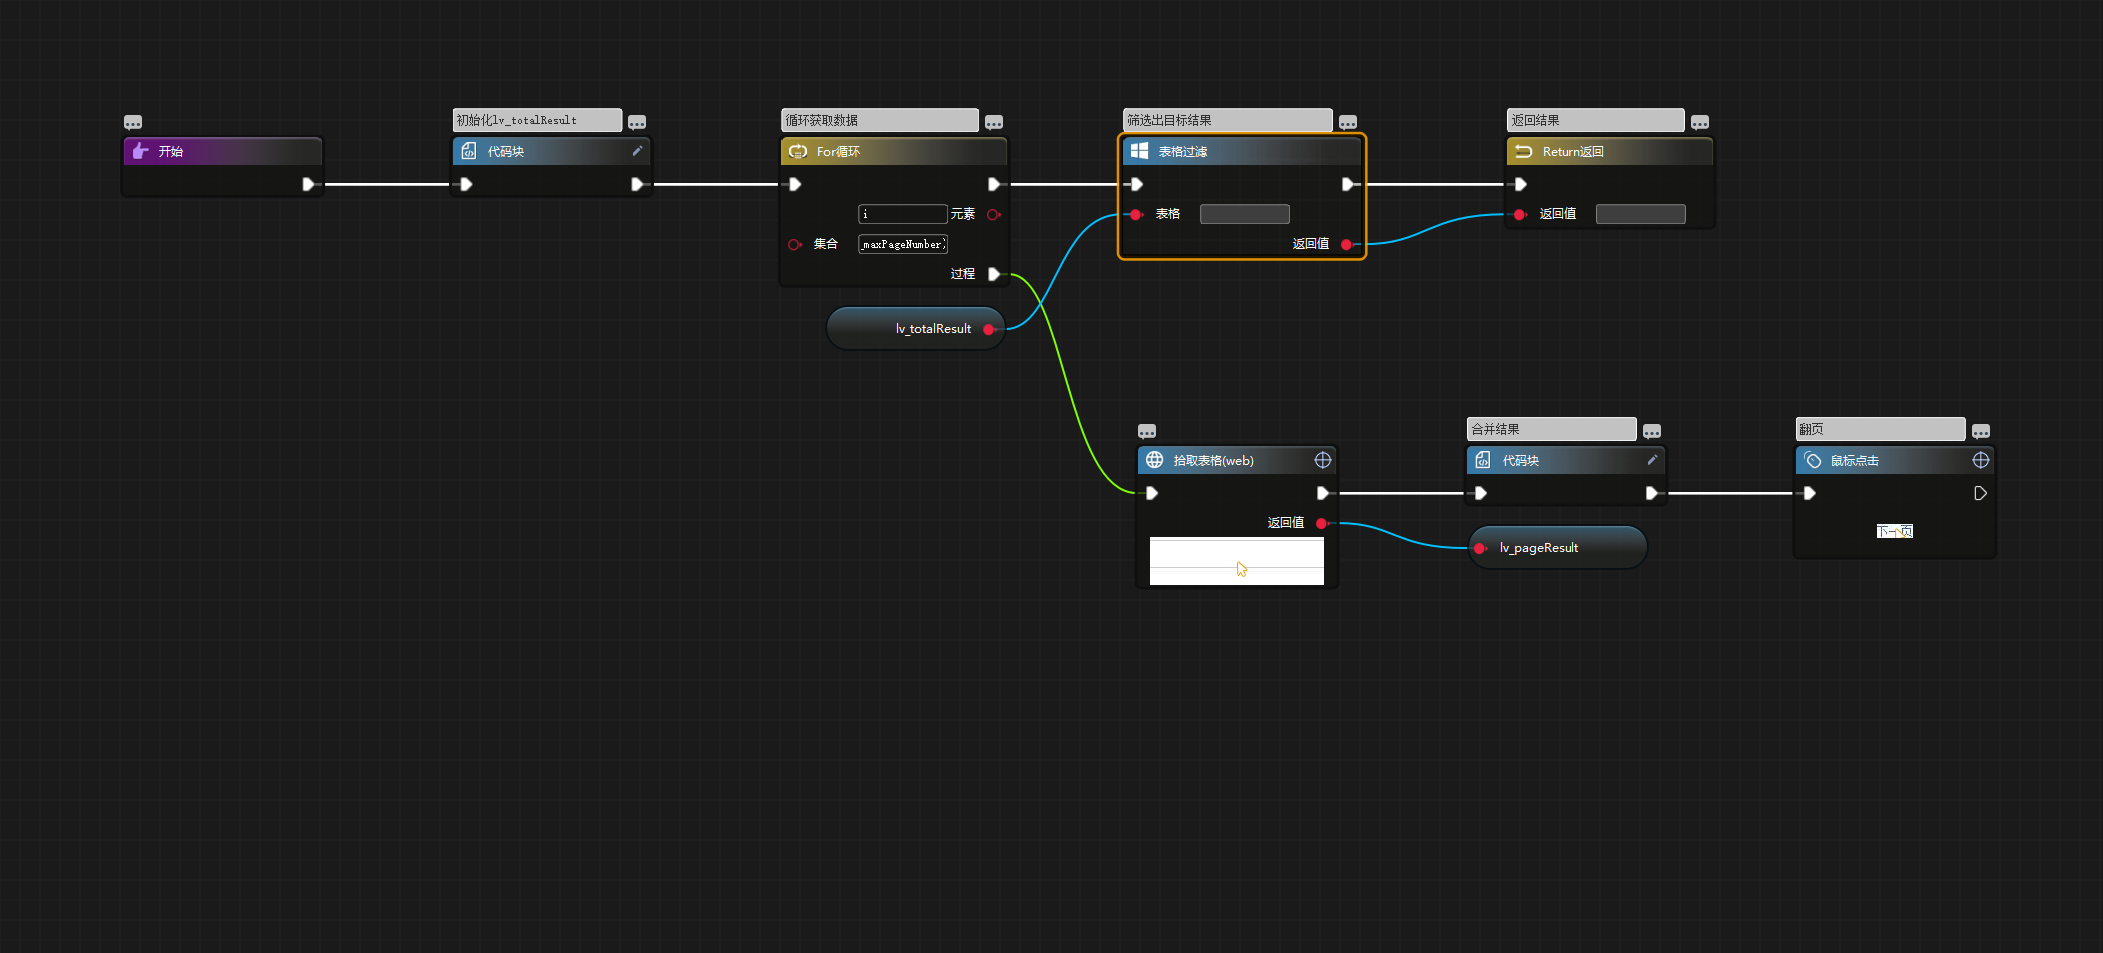 初始化lv_totalResult
循环获取数据
筛选出目标结果
返回结果
开始
代码块
For循环
表格过滤
Return返回
i
元素
表格
返回值
集合
_maxPageNumber)
返回值
过程
lv_totalResult
合并结果
翻页
拾取表格(web)
代码块
鼠标点击
返回值
下一页
lv_pageResult